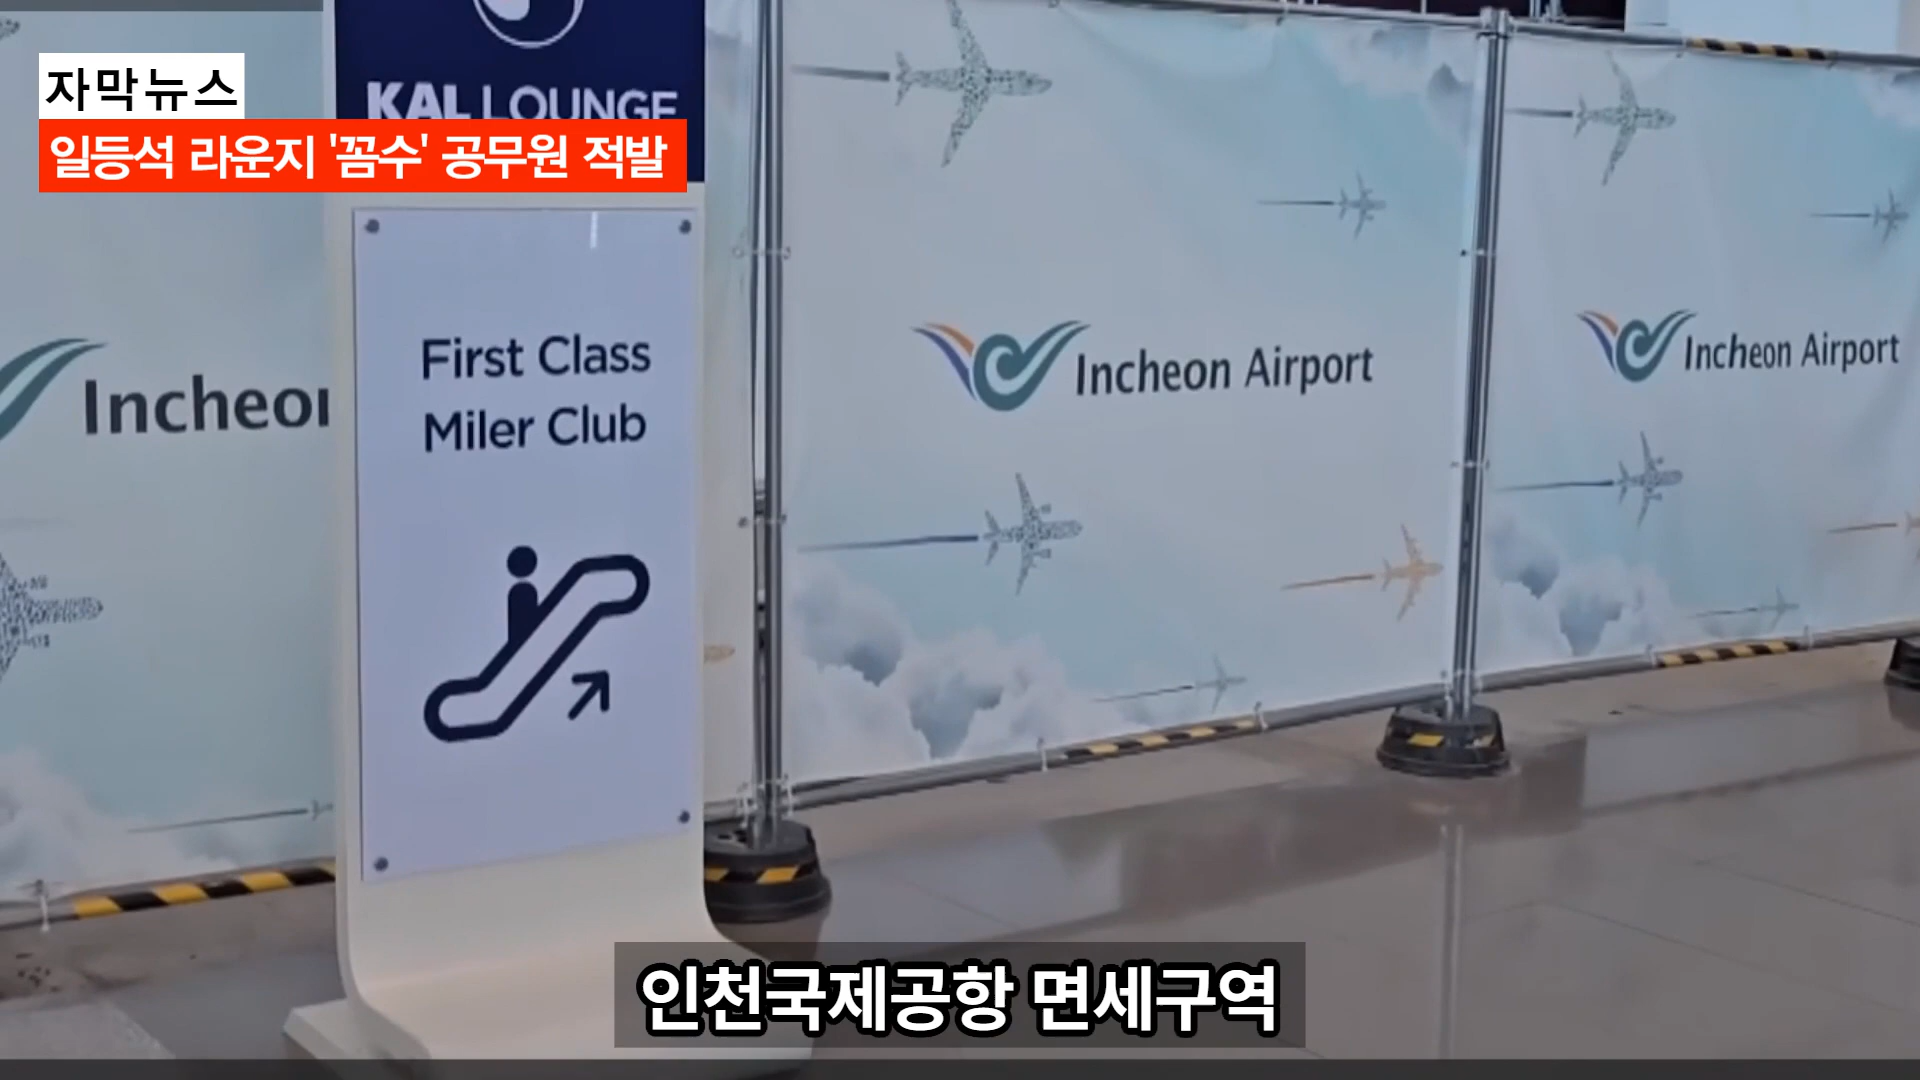 자막뉴스
KAL LOUNGE
일등석 라운지 '꼼수' 공무원 적발
First Class
Miler Club
Incheon
Incheon Airport
Incheon Airport
인천국제공항 면세구역